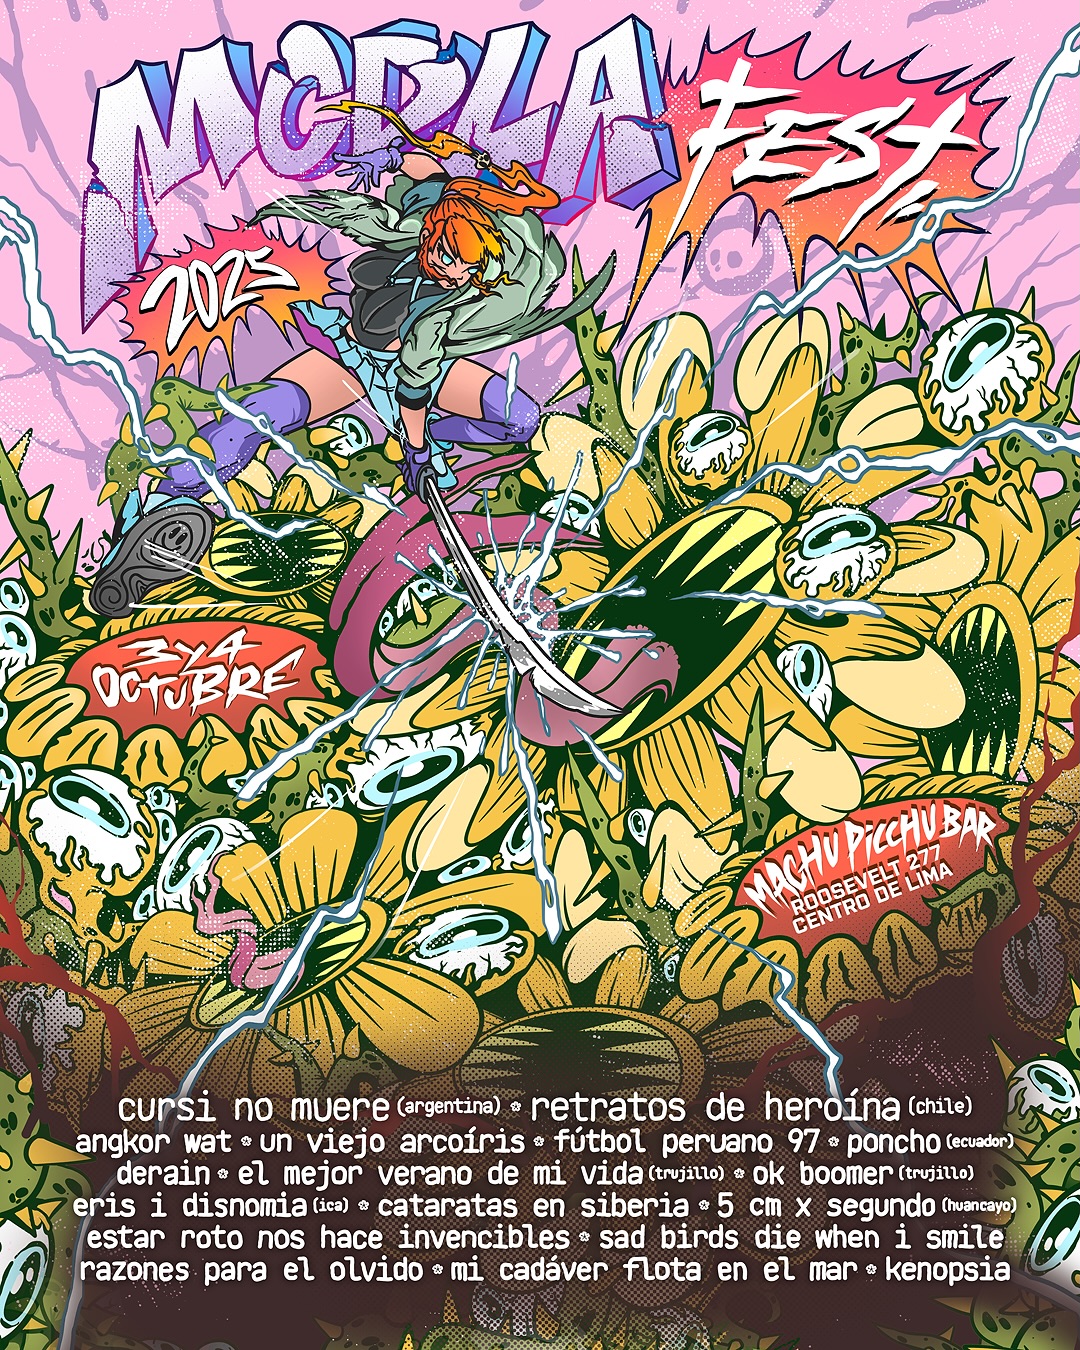 MCDLA
FEST.
2025
3 y 4
OCTUBRE
MACHU PICCHU BAR
ROOSEVELT 277
CENTRO DE LIMA
cursi no muere (argentina) * retratos de heroína (chile)
angkor wat * un viejo arcoíris * fútbol peruano 97 * poncho (ecuador)
derain * el mejor verano de mi vida (trujillo) * ok boomer (trujillo)
eris i disnomia (ica) * cataratas en siberia * 5 cm x segundo (huancayo)
estar roto nos hace invencibles * sad birds die when i smile
razones para el olvido * mi cadáver flota en el mar * kenopsia